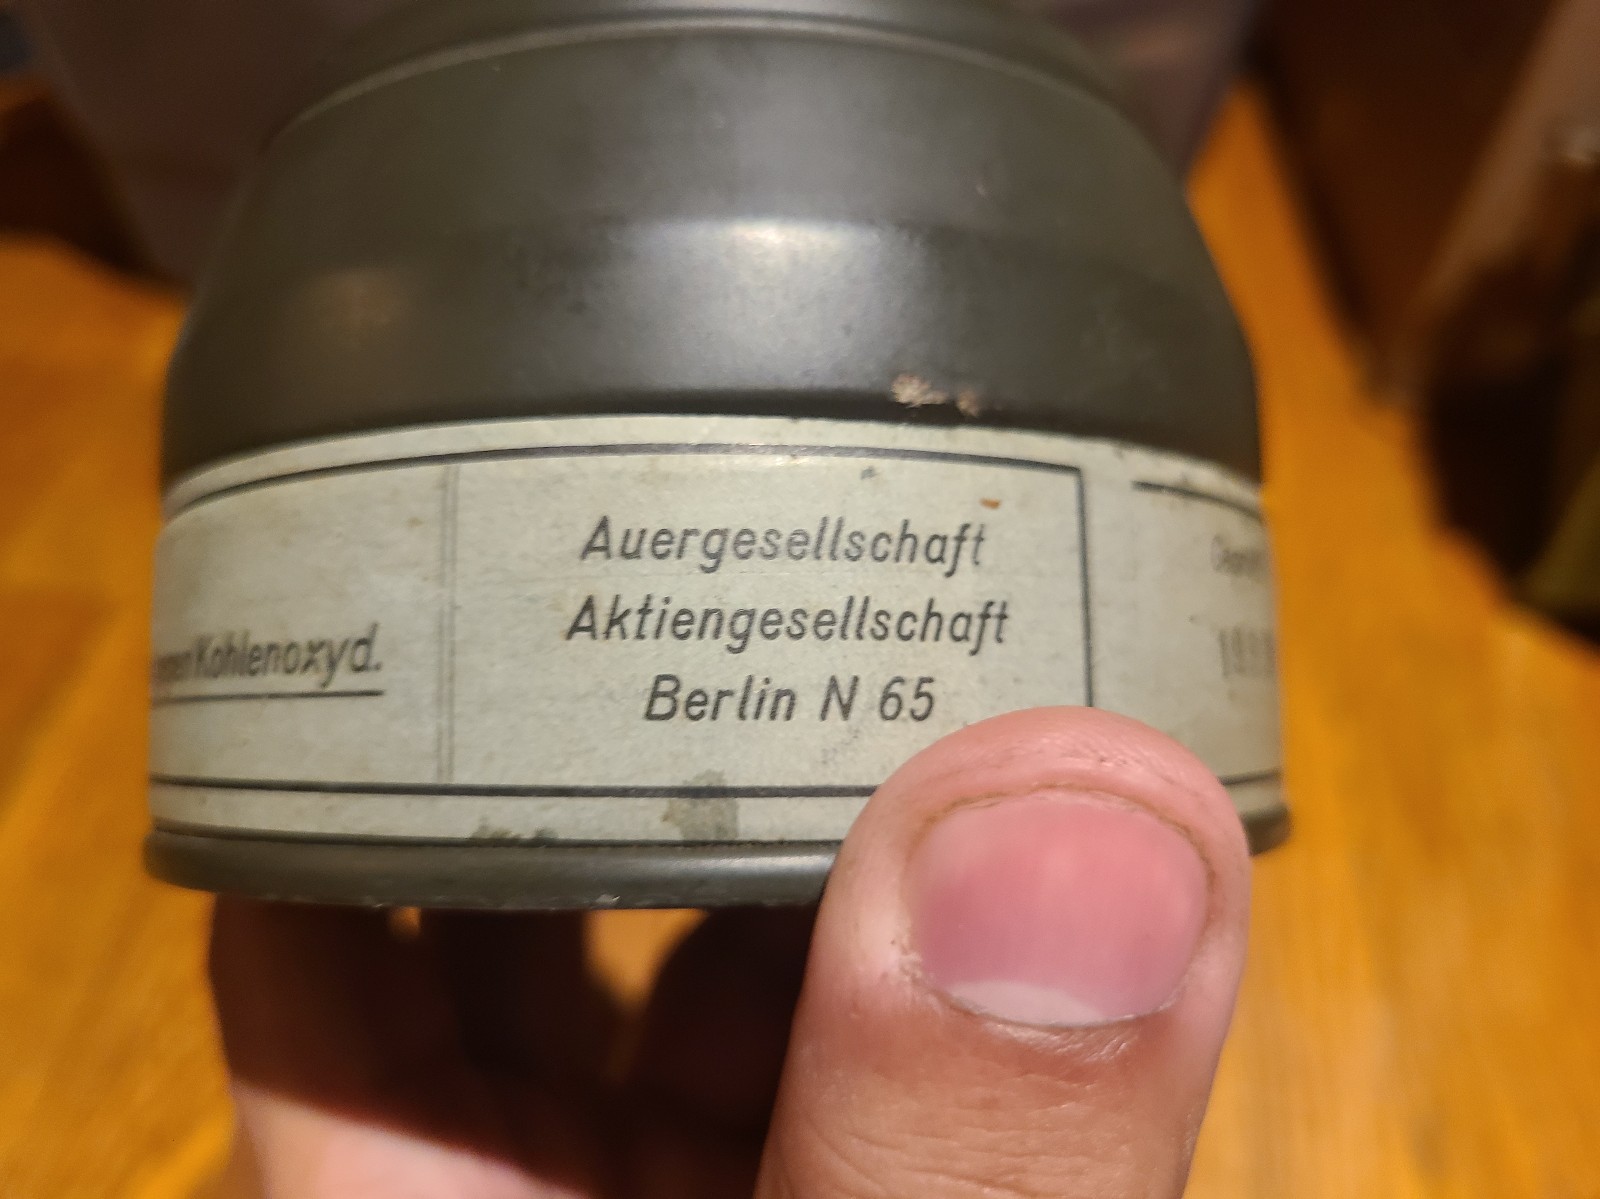 Kohlenoxyd.
Auergesellschaft
Aktiengesellschaft
Berlin N 65